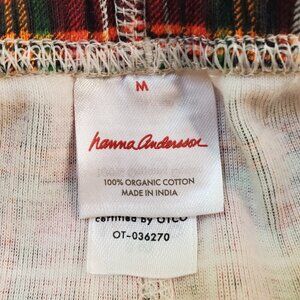 M
hanna andersson
100% ORGANIC COTTON
MADE IN INDIA
certified by OTCO
OT-036270